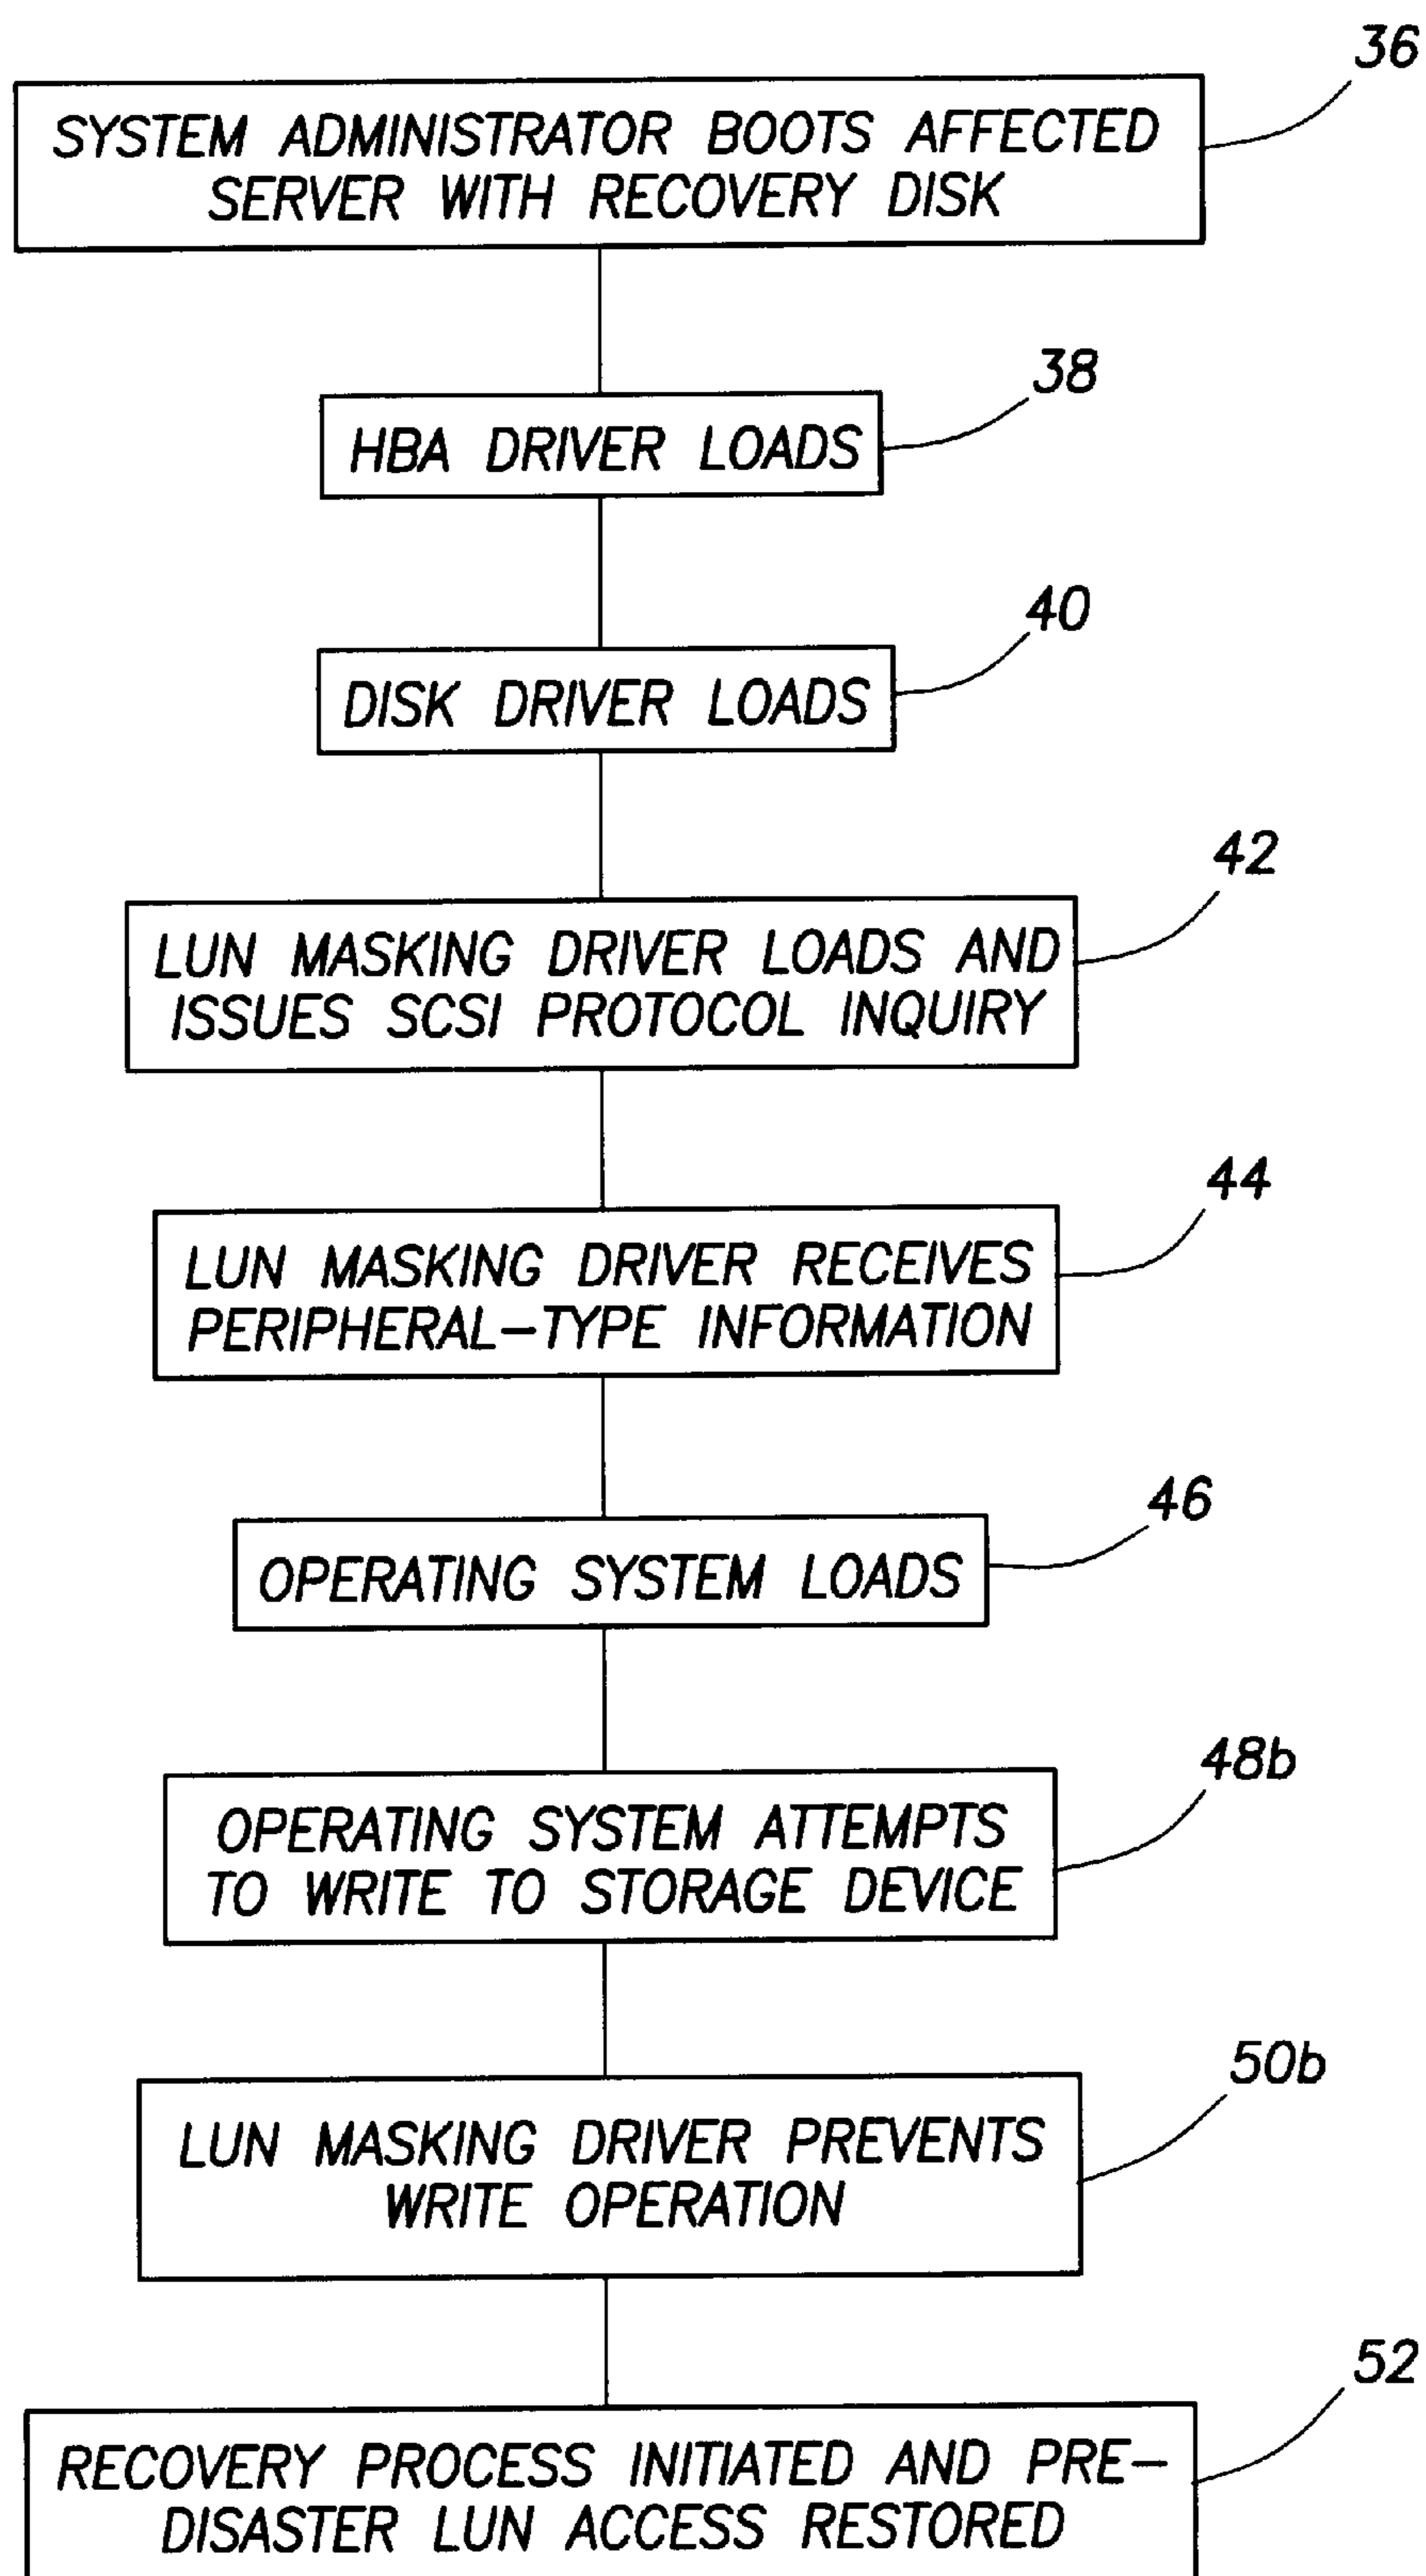 36
SYSTEM ADMINISTRATOR BOOTS AFFECTED
SERVER WITH RECOVERY DISK
38
HBA DRIVER LOADS
40
DISK DRIVER LOADS
42
LUN MASKING DRIVER LOADS AND
ISSUES SCSI PROTOCOL INQUIRY
44
LUN MASKING DRIVER RECEIVES
PERIPHERAL-TYPE INFORMATION
46
OPERATING SYSTEM LOADS
48b
OPERATING SYSTEM ATTEMPTS
TO WRITE TO STORAGE DEVICE
50b
LUN MASKING DRIVER PREVENTS
WRITE OPERATION
52
RECOVERY PROCESS INITIATED AND PRE-
DISASTER LUN ACCESS RESTORED